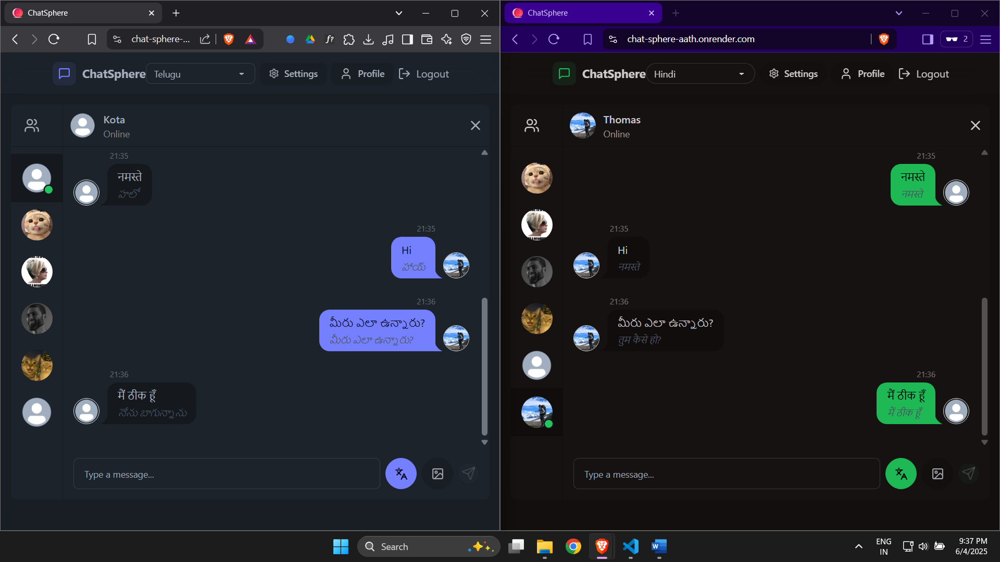 ChatSphere
chat-sphere-...
f?
ChatSphere
Telugu
Settings
Profile
Logout
Kota
Online
21:35
नमस्ते
హలో
21:35
Hi
హాయ్
21:36
మీరు ఎలా ఉన్నారు?
మీరు ఎలా ఉన్నారు?
21:36
मैं ठीक हूँ
నేను బాగున్నాను
Type a message...
ChatSphere
chat-sphere-aath.onrender.com
2
ChatSphere
Hindi
Settings
Profile
Logout
Thomas
Online
21:35
नमस्ते
नमस्ते
21:35
Hi
नमस्ते
21:36
మీరు ఎలా ఉన్నారు?
तुम कैसे हो?
21:36
मैं ठीक हूँ
मैं ठीक हूँ
Type a message...
Search
ENG
IN
9:37 PM
6/4/2025